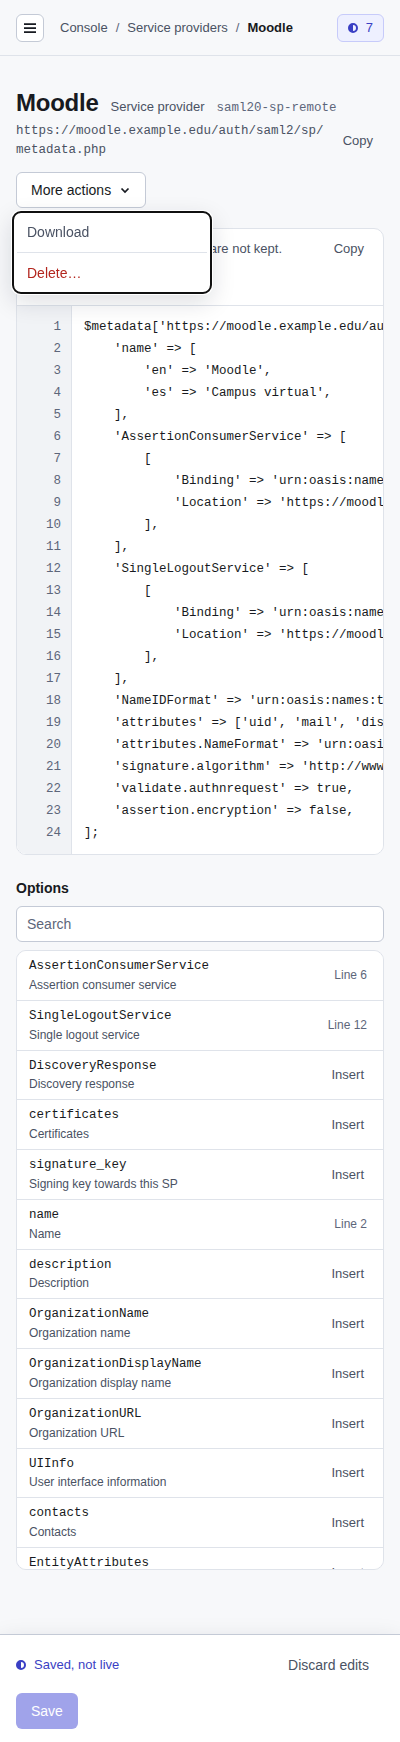 Console / Service providers / Moodle
7
Moodle Service provider saml20-sp-remote
https://moodle.example.edu/auth/saml2/sp/
metadata.php
Copy
More actions
Download
Delete…
are not kept.
Copy
1 $metadata['https://moodle.example.edu/au
2 'name' => [
3 'en' => 'Moodle',
4 'es' => 'Campus virtual',
5 ],
6 'AssertionConsumerService' => [
7 [
8 'Binding' => 'urn:oasis:name
9 'Location' => 'https://moodl
10 ],
11 ],
12 'SingleLogoutService' => [
13 [
14 'Binding' => 'urn:oasis:name
15 'Location' => 'https://moodl
16 ],
17 ],
18 'NameIDFormat' => 'urn:oasis:names:t
19 'attributes' => ['uid', 'mail', 'dis
20 'attributes.NameFormat' => 'urn:oasi
21 'signature.algorithm' => 'http://www
22 'validate.authnrequest' => true,
23 'assertion.encryption' => false,
24 ];
Options
Search
AssertionConsumerService
Assertion consumer service
Line 6
SingleLogoutService
Single logout service
Line 12
DiscoveryResponse
Discovery response
Insert
certificates
Certificates
Insert
signature_key
Signing key towards this SP
Insert
name
Name
Line 2
description
Description
Insert
OrganizationName
Organization name
Insert
OrganizationDisplayName
Organization display name
Insert
OrganizationURL
Organization URL
Insert
UIInfo
User interface information
Insert
contacts
Contacts
Insert
EntityAttributes
Saved, not live
Discard edits
Save